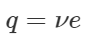 q = νe